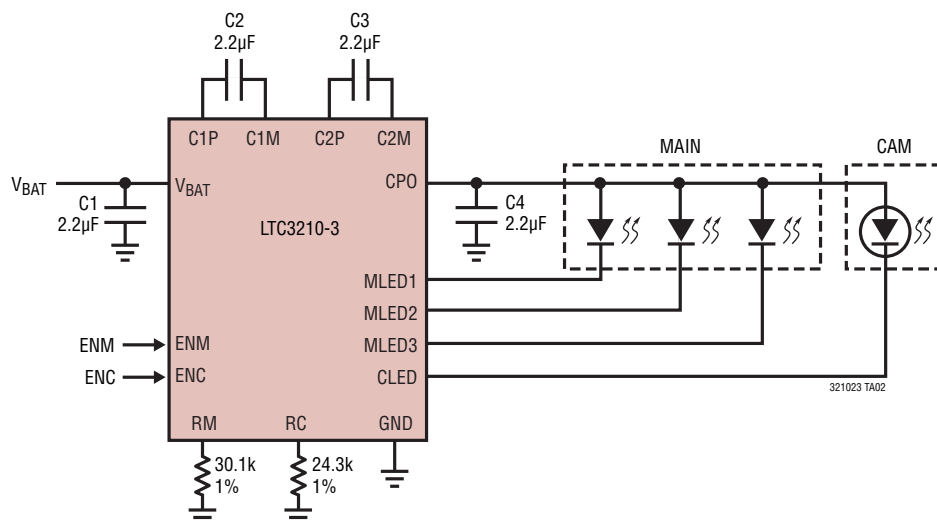 C2
2.2µF
C3
2.2µF
C1P
C1M
C2P
C2M
MAIN
CAM
VBAT
VBAT
CPO
C1
2.2µF
C4
2.2µF
LTC3210-3
MLED1
MLED2
MLED3
CLED
ENM
ENM
ENC
ENC
321023 TA02
RM
RC
GND
30.1k
1%
24.3k
1%